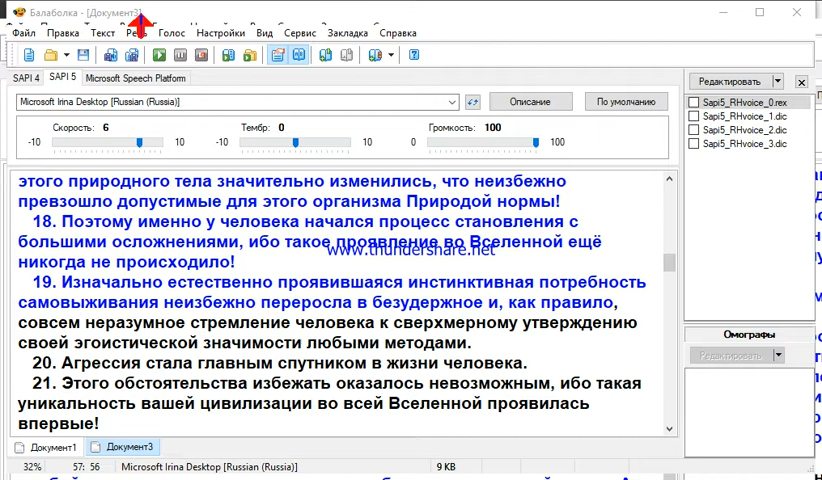 Балаболка - [Документ3]
Файл Правка Текст Речь Голос Настройки Вид Сервис Закладка Справка
SAPI 4 SAPI 5 Microsoft Speech Platform
Microsoft Irina Desktop [Russian (Russia)]
Описание
По умолчанию
Скорость: 6 Тембр: 0 Громкость: 100
-10 10 -10 10 0 100
Редактировать
Sapi5_RHvoice_0.rex
Sapi5_RHvoice_1.dic
Sapi5_RHvoice_2.dic
Sapi5_RHvoice_3.dic
Омографы
Редактировать
этого природного тела значительно изменились, что неизбежно
превзошло допустимые для этого организма Природой нормы!
18. Поэтому именно у человека начался процесс становления с
большими осложнениями, ибо такое проявление во Вселенной ещё
www.thundershare.net
никогда не происходило!
19. Изначально естественно проявившаяся инстинктивная потребность
самовыживания неизбежно переросла в безудержное и, как правило,
совсем неразумное стремление человека к сверхмерному утверждению
своей эгоистической значимости любыми методами.
20. Агрессия стала главным спутником в жизни человека.
21. Этого обстоятельства избежать оказалось невозможным, ибо такая
уникальность вашей цивилизации во всей Вселенной проявилась
впервые!
Документ1 Документ3
32% 57: 56 Microsoft Irina Desktop [Russian (Russia)] 9 KB